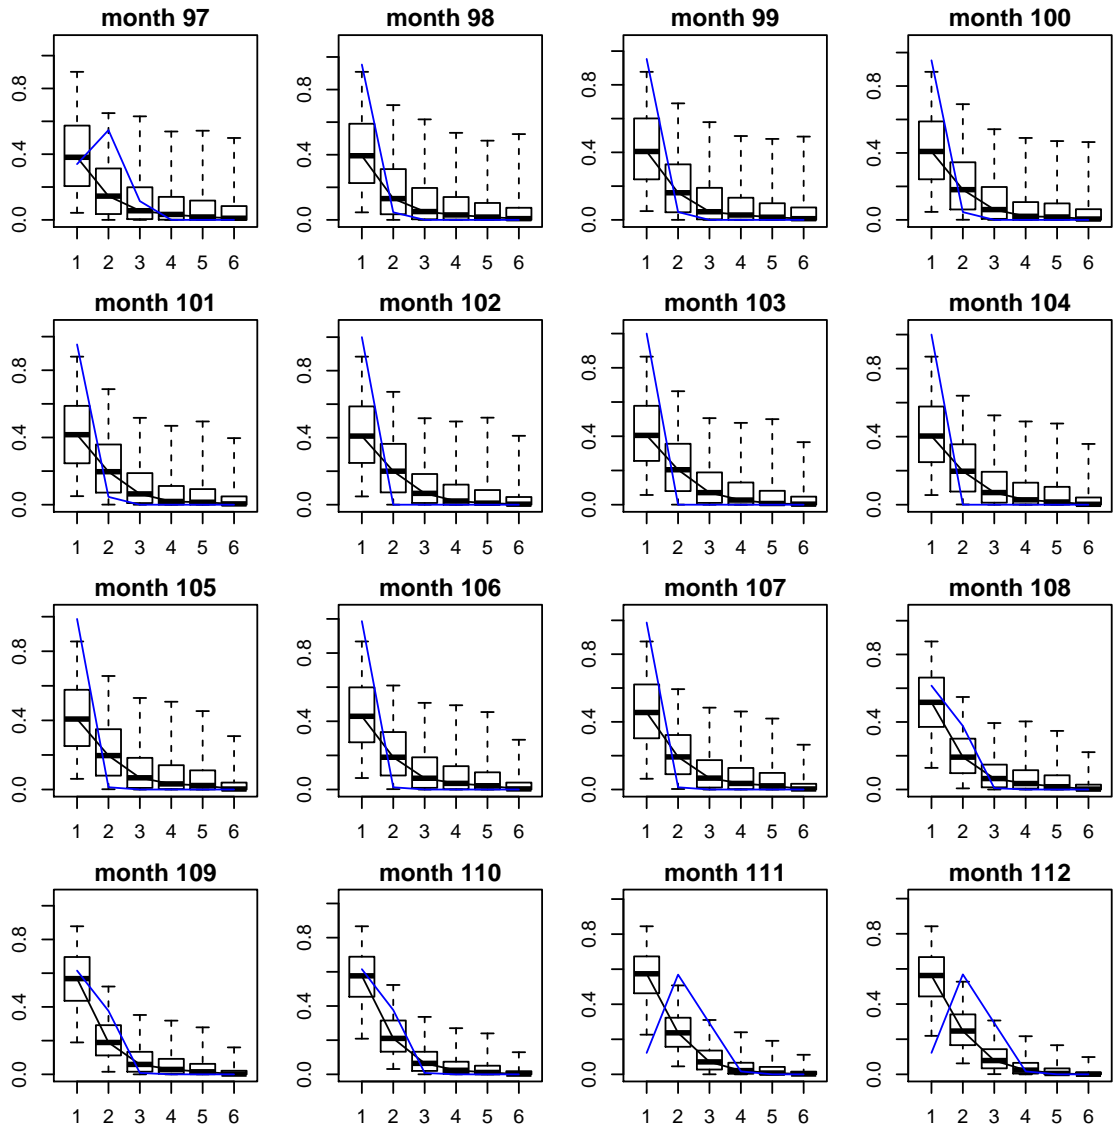 month 97 month 98 month 99 month 100
0.0 0.4 0.8 0.0 0.4 0.8 0.0 0.4 0.8 0.0 0.4 0.8
1 2 3 4 5 6 1 2 3 4 5 6 1 2 3 4 5 6 1 2 3 4 5 6
month 101 month 102 month 103 month 104
0.0 0.4 0.8 0.0 0.4 0.8 0.0 0.4 0.8 0.0 0.4 0.8
1 2 3 4 5 6 1 2 3 4 5 6 1 2 3 4 5 6 1 2 3 4 5 6
month 105 month 106 month 107 month 108
0.0 0.4 0.8 0.0 0.4 0.8 0.0 0.4 0.8 0.0 0.4 0.8
1 2 3 4 5 6 1 2 3 4 5 6 1 2 3 4 5 6 1 2 3 4 5 6
month 109 month 110 month 111 month 112
0.0 0.4 0.8 0.0 0.4 0.8 0.0 0.4 0.8 0.0 0.4 0.8
1 2 3 4 5 6 1 2 3 4 5 6 1 2 3 4 5 6 1 2 3 4 5 6